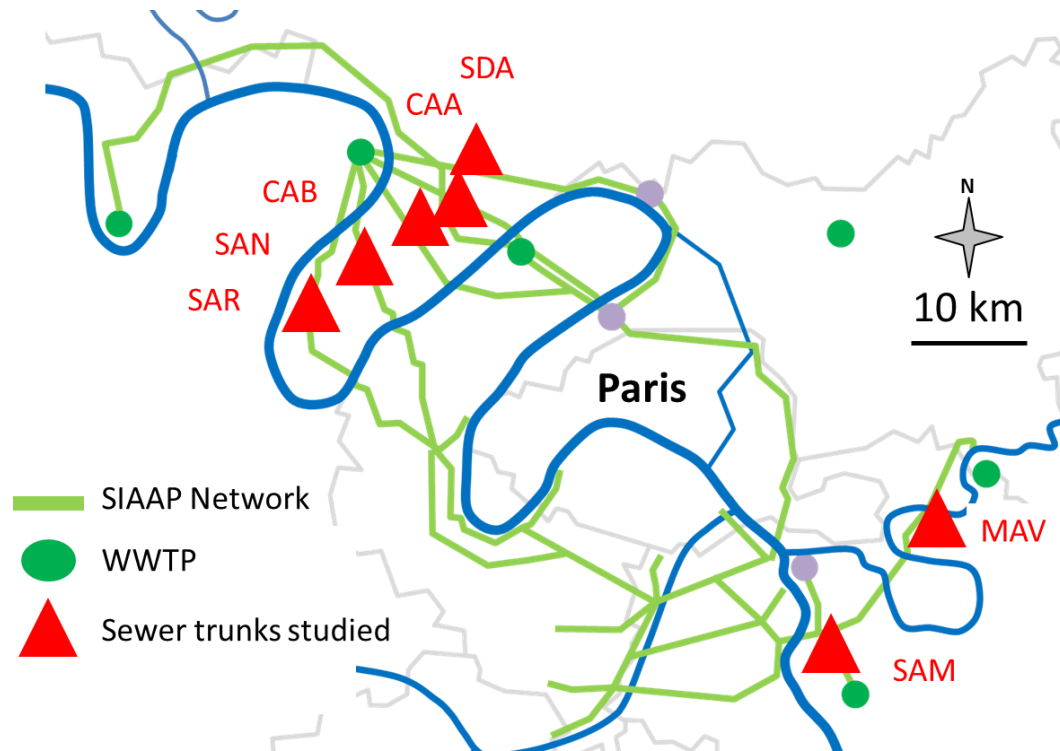 SDA
CAA
CAB
SAN
SAR
N
10 km
Paris
SIAAP Network
WWTP
Sewer trunks studied
MAV
SAM